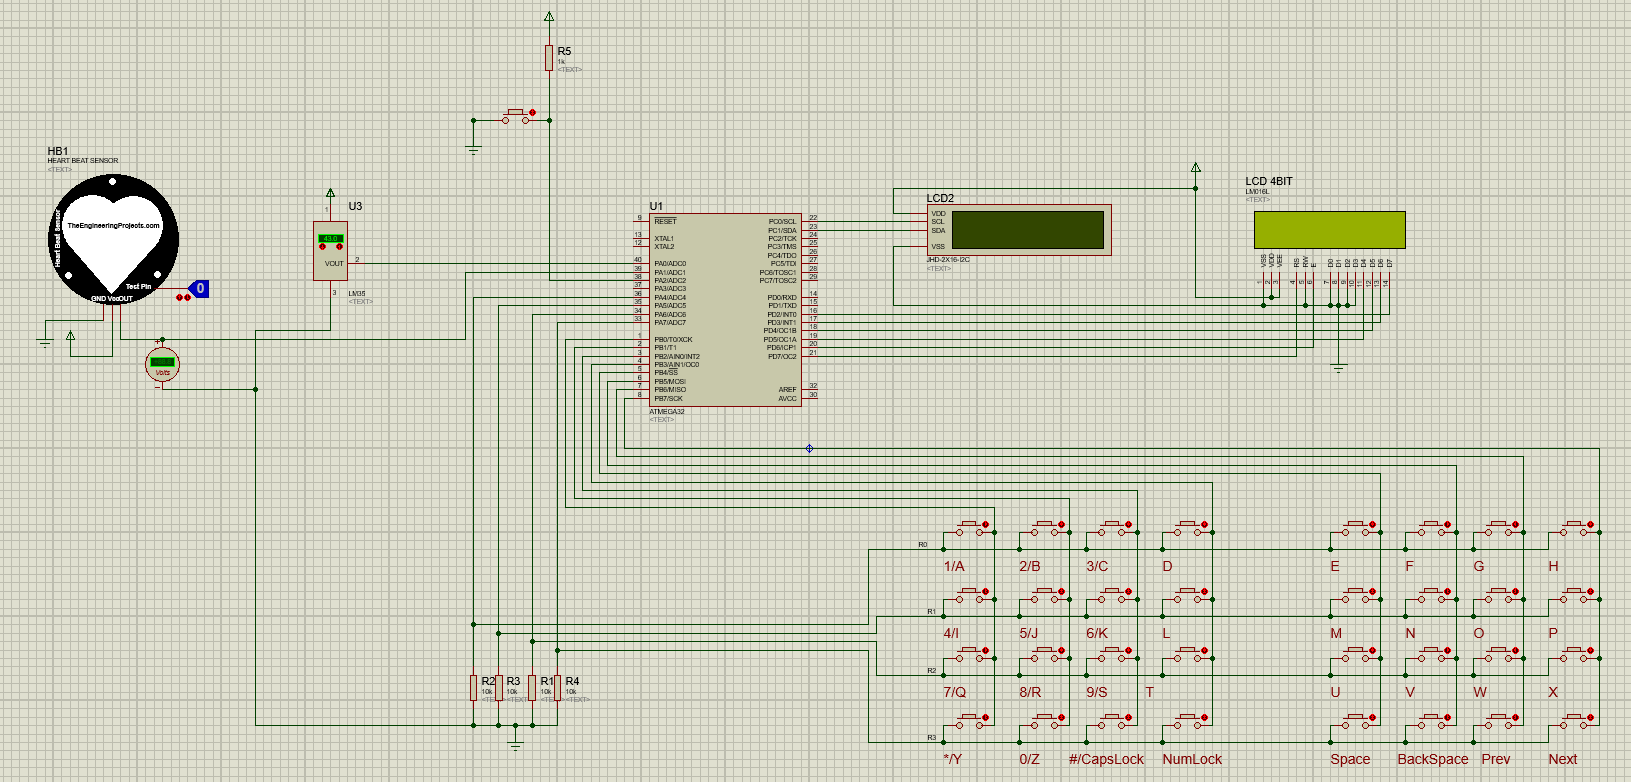 R5
1k
<TEXT>
HB1
HEART BEAT SENSOR
<TEXT>
Heart Beat Sensor
TheEngineeringProjects.com
Test Pin
GND Vcc OUT
0
Volts
U3
1
VOUT
2
3
LM35
<TEXT>
U1
9 RESET
13 XTAL1
12 XTAL2
40 PA0/ADC0
39 PA1/ADC1
38 PA2/ADC2
37 PA3/ADC3
36 PA4/ADC4
35 PA5/ADC5
34 PA6/ADC6
33 PA7/ADC7
1 PB0/T0/XCK
2 PB1/T1
3 PB2/AIN0/INT2
4 PB3/AIN1/OC0
5 PB4/SS
6 PB5/MOSI
7 PB6/MISO
8 PB7/SCK
PC0/SCL 22
PC1/SDA 23
PC2/TCK 24
PC3/TMS 25
PC4/TDO 26
PC5/TDI 27
PC6/TOSC1 28
PC7/TOSC2 29
PD0/RXD 14
PD1/TXD 15
PD2/INT0 16
PD3/INT1 17
PD4/OC1B 18
PD5/OC1A 19
PD6/ICP1 20
PD7/OC2 21
AREF 32
AVCC 30
ATMEGA32
<TEXT>
LCD2
VDD
SCL
SDA
VSS
JHD-2X16-I2C
<TEXT>
LCD 4BIT
LM016L
<TEXT>
VSS VDD VEE RS RW E D0 D1 D2 D3 D4 D5 D6 D7
1 2 3 4 5 6 7 8 9 10 11 12 13 14
R0
1/A 2/B 3/C D E F G H
R1
4/I 5/J 6/K L M N O P
R2
7/Q 8/R 9/S T U V W X
R3
*/Y 0/Z #/CapsLock NumLock Space BackSpace Prev Next
R2 R3 R1 R4
10k 10k 10k 10k
<TEXT>